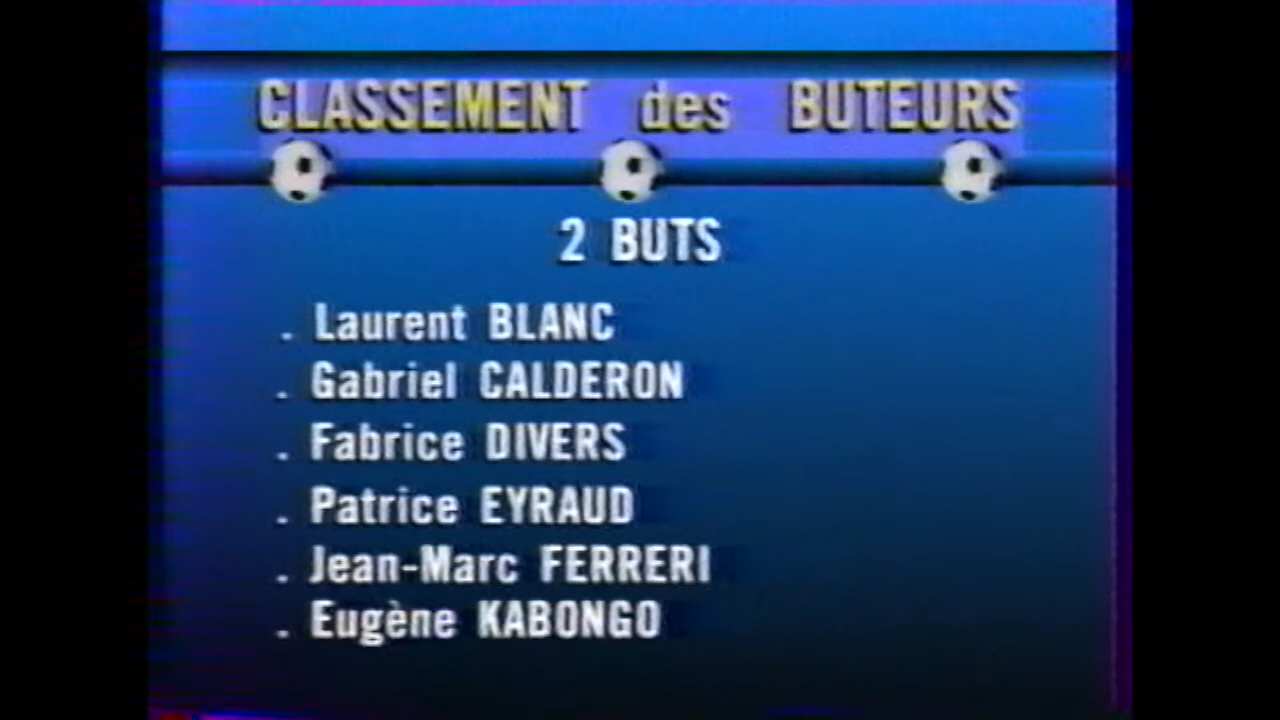 CLASSEMENT des BUTEURS
2 BUTS
. Laurent BLANC
. Gabriel CALDERON
. Fabrice DIVERS
. Patrice EYRAUD
. Jean-Marc FERRERI
. Eugène KABONGO